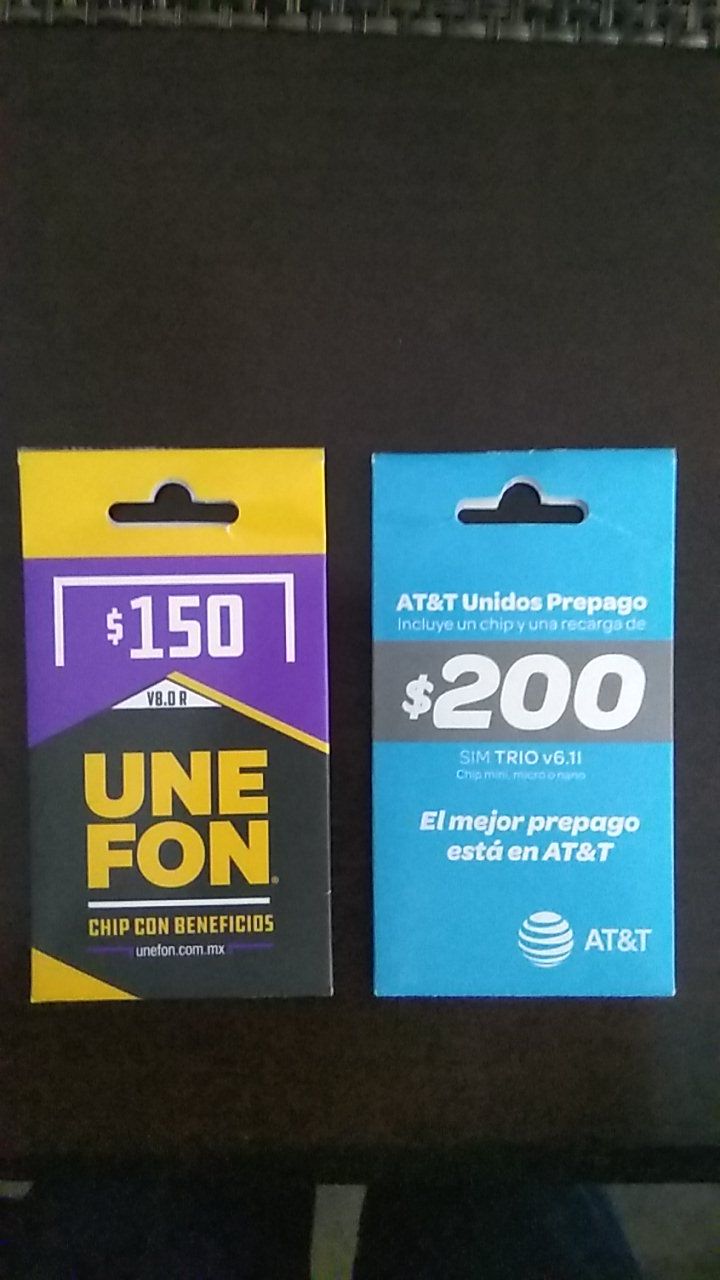 $150
V8.0 R
UNE
FON®
CHIP CON BENEFICIOS
unefon.com.mx
AT&T Unidos Prepago
Incluye un chip y una recarga de
$200
SIM TRIO v6.1I
Chip mini, micro o nano
El mejor prepago
está en AT&T
AT&T